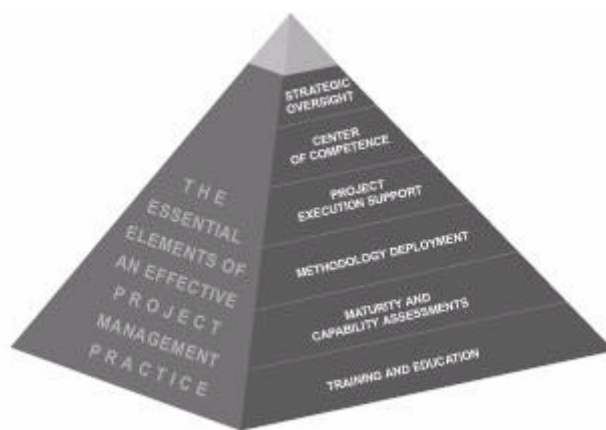 THE
ESSENTIAL
ELEMENTS OF
AN EFFECTIVE
PROJECT
MANAGEMENT
PRACTICE
STRATEGIC
OVERSIGHT
CENTER
OF COMPETENCE
PROJECT
EXECUTION SUPPORT
METHODOLOGY DEPLOYMENT
MATURITY AND
CAPABILITY ASSESSMENTS
TRAINING AND EDUCATION